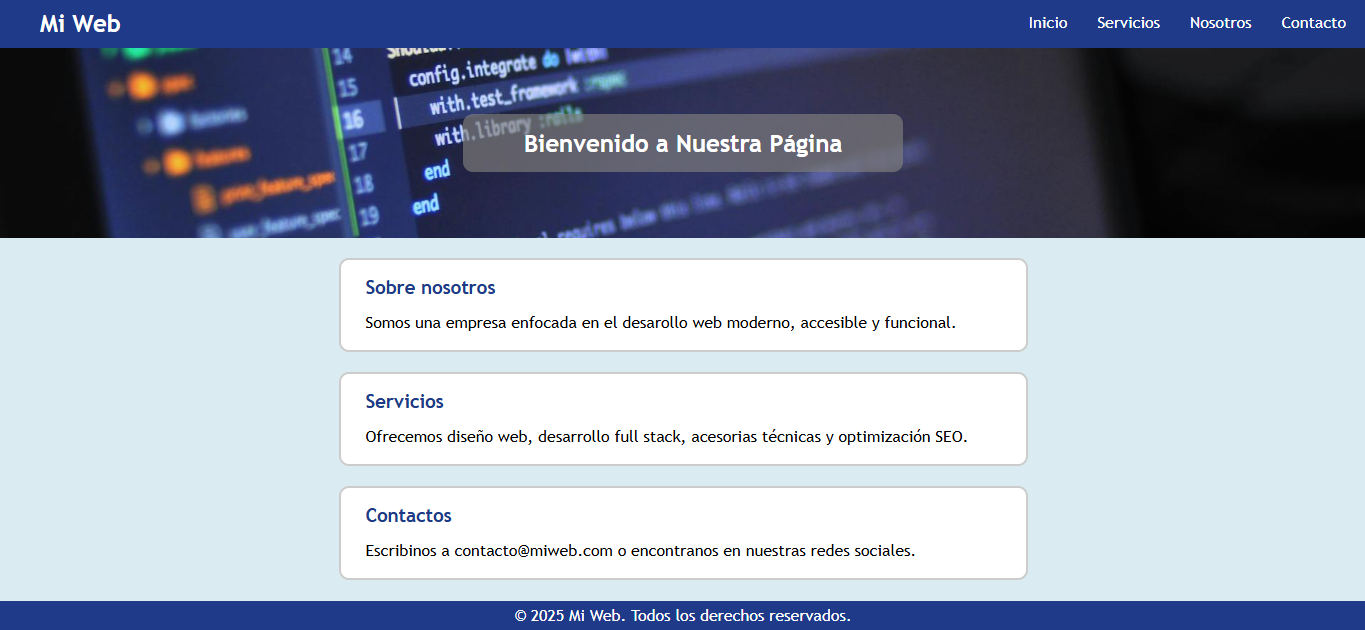 Mi Web
Inicio Servicios Nosotros Contacto
14
config.integrate do
15
with.test_framework :rspec
16
with.library :rails
17
end
18
end
19
Bienvenido a Nuestra Página
Sobre nosotros
Somos una empresa enfocada en el desarollo web moderno, accesible y funcional.
Servicios
Ofrecemos diseño web, desarrollo full stack, acesorias técnicas y optimización SEO.
Contactos
Escribinos a contacto@miweb.com o encontranos en nuestras redes sociales.
© 2025 Mi Web. Todos los derechos reservados.